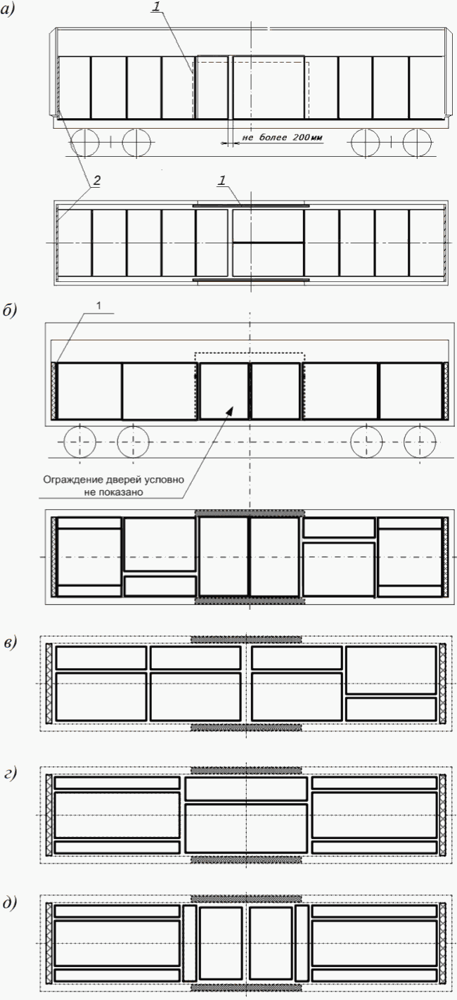 а)
1
не более 200мм
2
1
б)
1
Ограждение дверей условно
не показано
в)
г)
д)